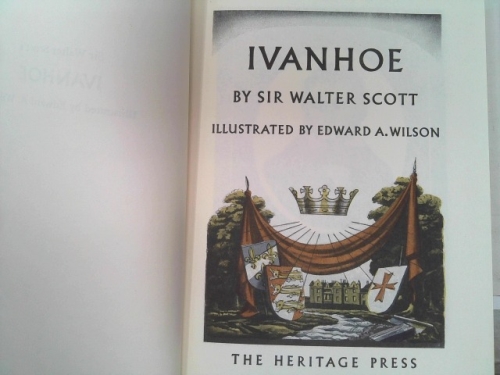 IVANHOE
BY SIR WALTER SCOTT
ILLUSTRATED BY EDWARD A. WILSON
THE HERITAGE PRESS